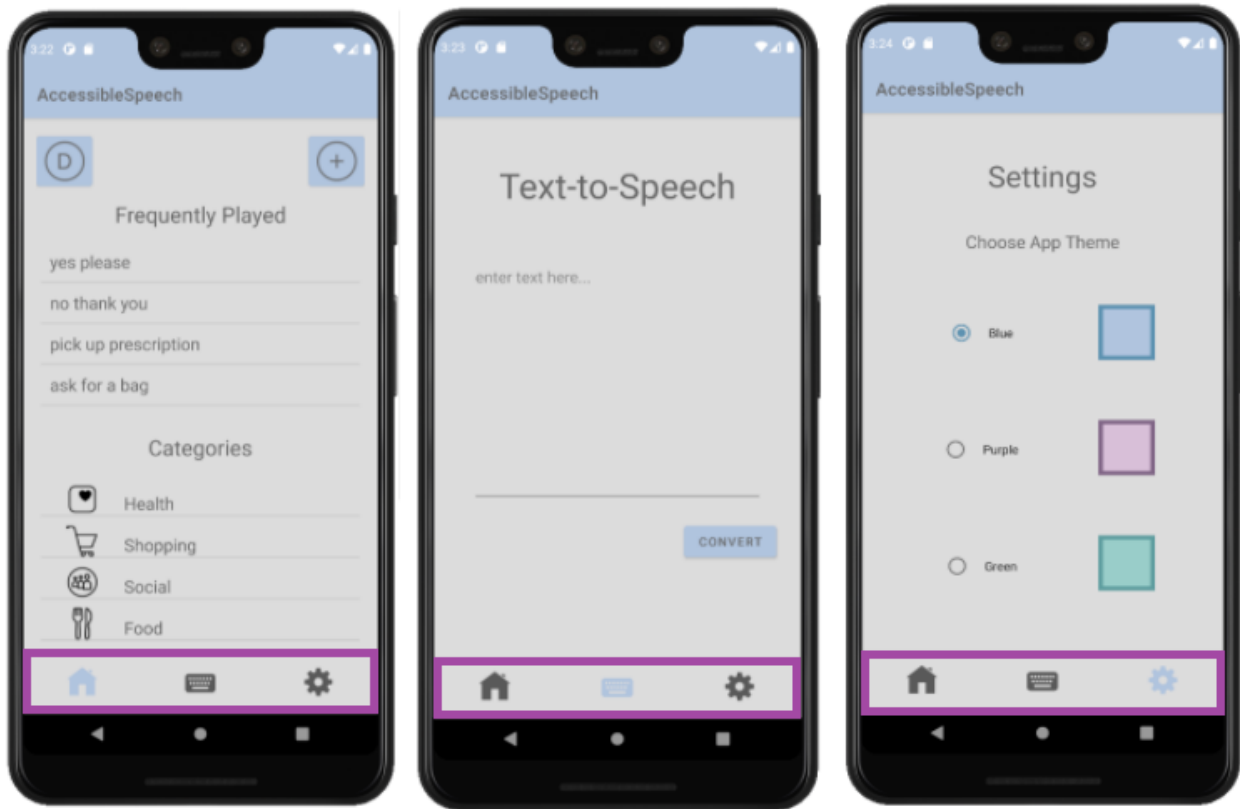 3:22
AccessibleSpeech
D +
Frequently Played
yes please
no thank you
pick up prescription
ask for a bag
Categories
Health
Shopping
Social
Food
3:23
AccessibleSpeech
Text-to-Speech
enter text here...
CONVERT
3:24
AccessibleSpeech
Settings
Choose App Theme
Blue
Purple
Green